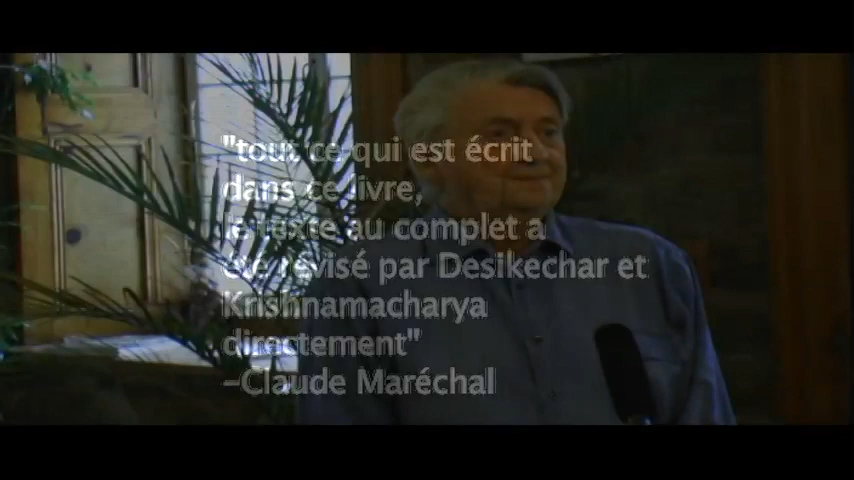 "tout ce qui est écrit
dans ce livre,
le texte au complet a
été révisé par Desikechar et
Krishnamacharya
directement"
-Claude Maréchal